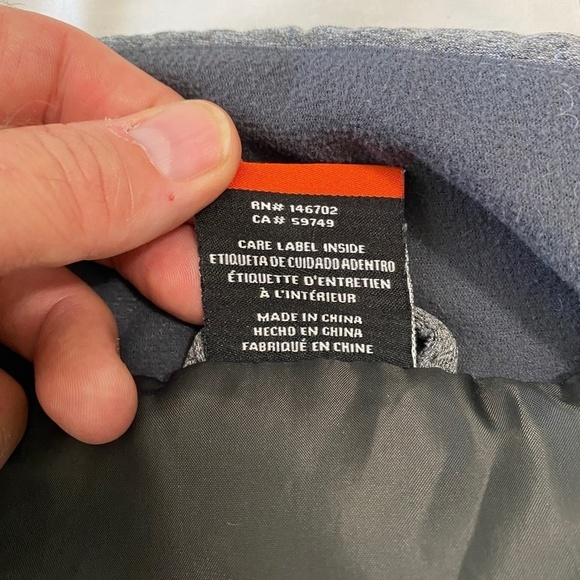 RN# 146702
CA# 59749
CARE LABEL INSIDE
ETIQUETA DE CUIDADO ADENTRO
ÉTIQUETTE D'ENTRETIEN
À L'INTÉRIEUR
MADE IN CHINA
HECHO EN CHINA
FABRIQUÉ EN CHINE